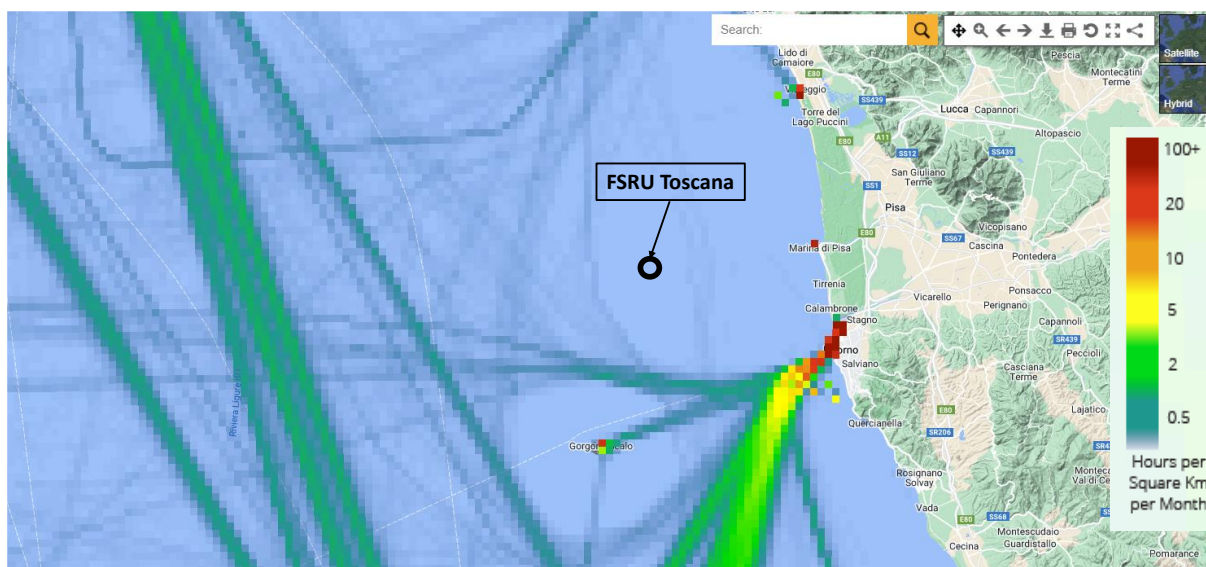 Search:
Satellite
Hybrid
Lido di
Camaiore
E80
Pescia
Montecatini
Terme
SS439
Lucca
Capannori
Torre del
Lago Puccini
Altopascio
E80
A11
SS12
SS439
San Giuliano
Terme
SS1
FSRU Toscana
Pisa
Vicopisano
E80
SS67
Cascina
Marina di Pisa
Pontedera
Tirrenia
Ponsacco
Vicarello
Perignano
Calambrone
Stagno
Capannoli
SR439
Salviano
Peccioli
Casciana
Terme
E80
Lajatico
Quercianella
SR206
Riviera Ligure
Rosignano
Solvay
Vada
E80
SS68
Montescudaio
Guardistallo
Cecina
Pomarance
100+
20
10
5
2
0.5
Hours per
Square Km
per Month